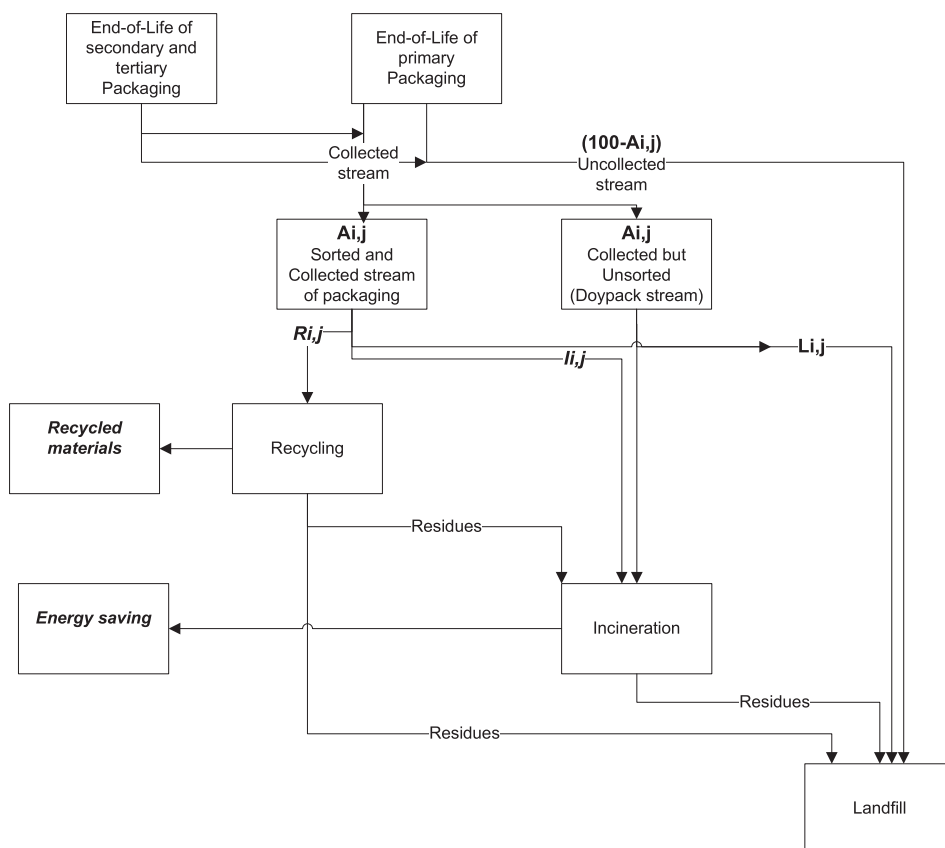 End-of-Life of
secondary and
tertiary
Packaging
End-of-Life of
primary
Packaging
Collected
stream
(100-Ai,j)
Uncollected
stream
Ai,j
Sorted and
Collected stream
of packaging
Ai,j
Collected but
Unsorted
(Doypack stream)
Ri,j
Ii,j
Li,j
Recycled
materials
Recycling
Residues
Energy saving
Incineration
Residues
Residues
Landfill